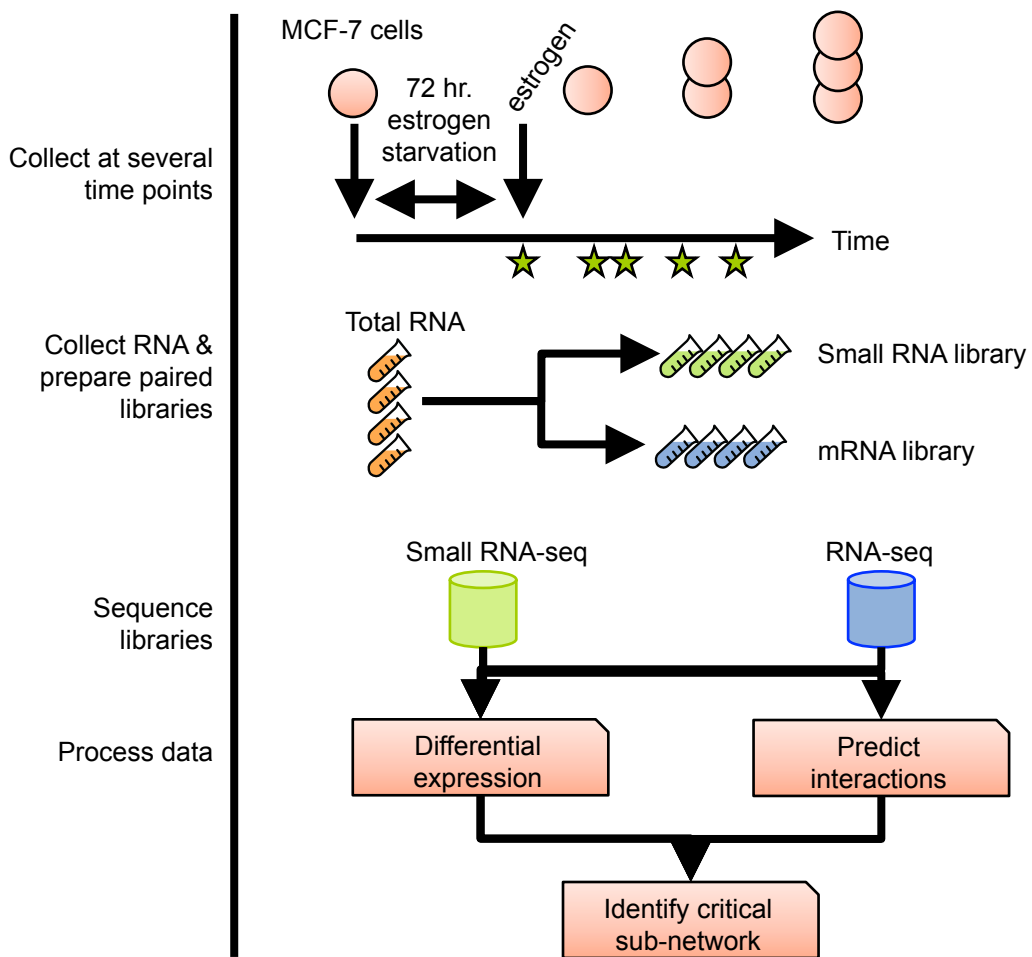 MCF-7 cells
72 hr.
estrogen
starvation
estrogen
Collect at several
time points
Time
Collect RNA &
prepare paired
libraries
Total RNA
Small RNA library
mRNA library
Small RNA-seq
RNA-seq
Sequence
libraries
Process data
Differential
expression
Predict
interactions
Identify critical
sub-network